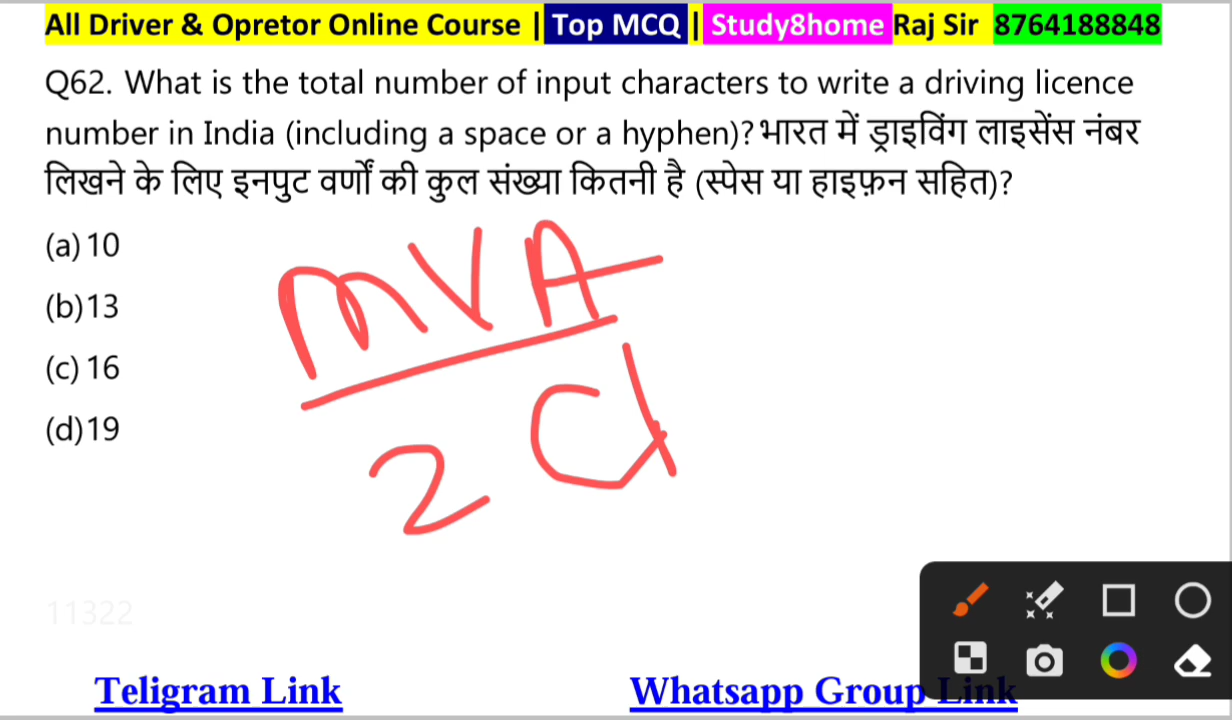 All Driver & Opretor Online Course | Top MCQ | Study8home Raj Sir 8764188848
Q62. What is the total number of input characters to write a driving licence
number in India (including a space or a hyphen)? भारत में ड्राइविंग लाइसेंस नंबर
लिखने के लिए इनपुट वर्णों की कुल संख्या कितनी है (स्पेस या हाइफ़न सहित)?
(a) 10
(b) 13
(c) 16
(d) 19
MVA
2
11322
Teligram Link
Whatsapp Group Link